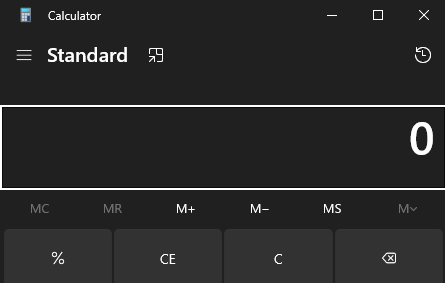 Calculator
Standard
0
MC MR M+ M− MS M˅
% CE C